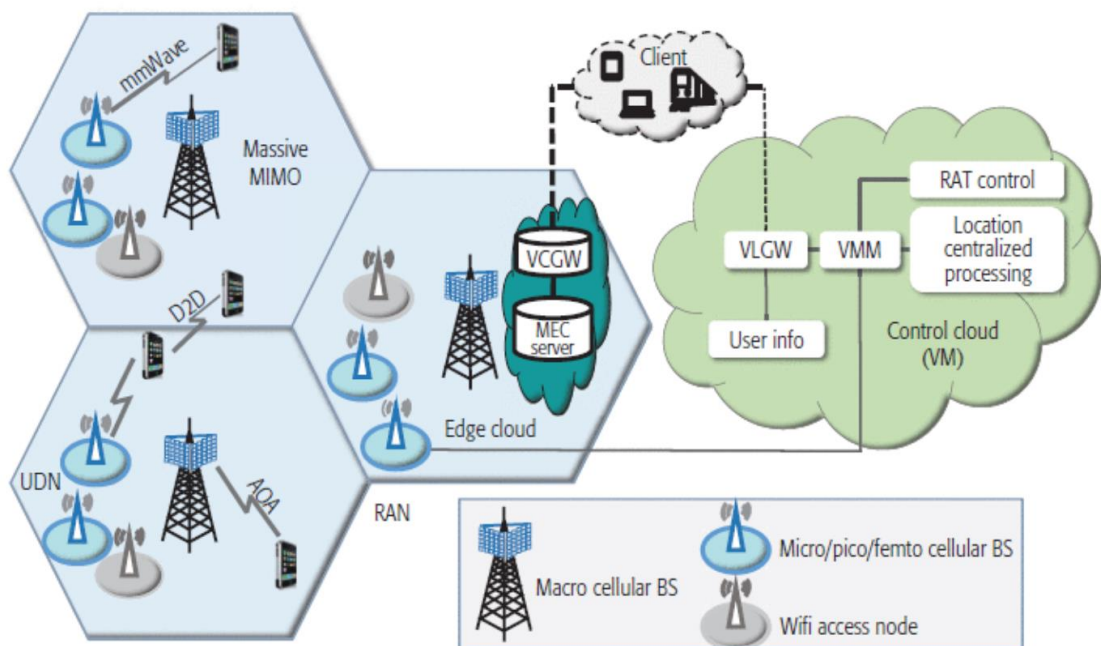 mmWave
Massive
MIMO
D2D
UDN
AOA
RAN
Edge cloud
VCGW
MEC
server
Client
VLGW
VMM
RAT control
Location
centralized
processing
User info
Control cloud
(VM)
Macro cellular BS
Micro/pico/femto cellular BS
Wifi access node